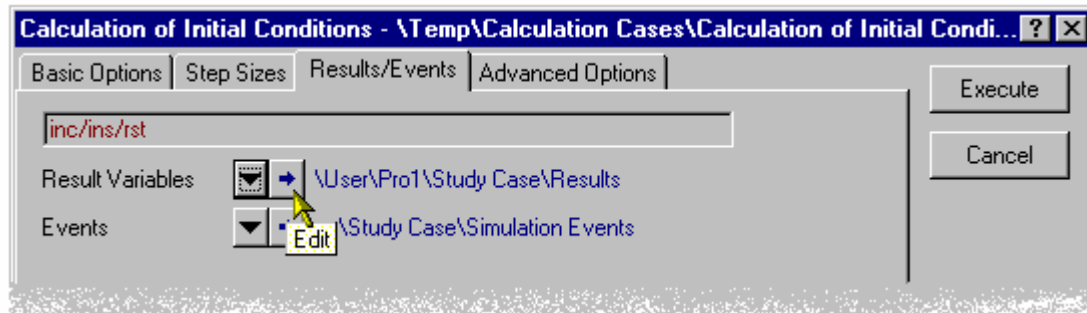 Calculation of Initial Conditions - \Temp\Calculation Cases\Calculation of Initial Condi...
Basic Options Step Sizes Results/Events Advanced Options
Execute
inc/ins/rst
Cancel
Result Variables \User\Pro1\Study Case\Results
Events \Study Case\Simulation Events
Edit